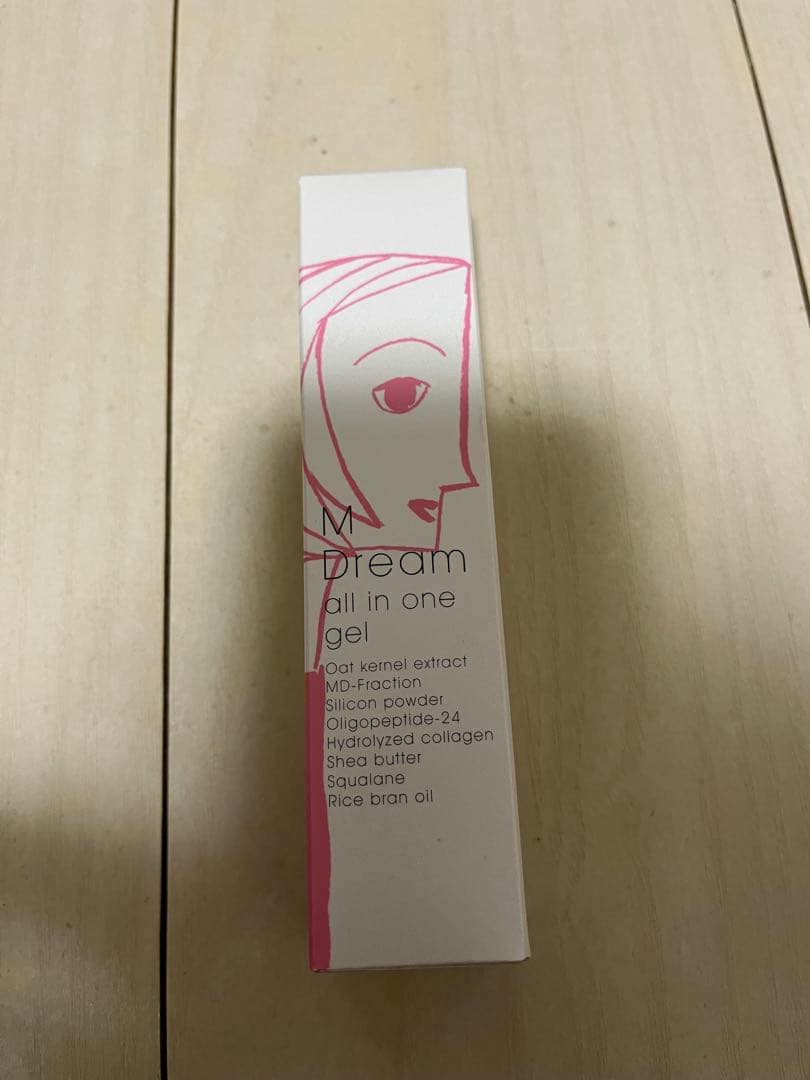 M
Dream
all in one
gel
Oat kernel extract
MD-Fraction
Silicon powder
Oligopeptide-24
Hydrolyzed collagen
Shea butter
Squalane
Rice bran oil